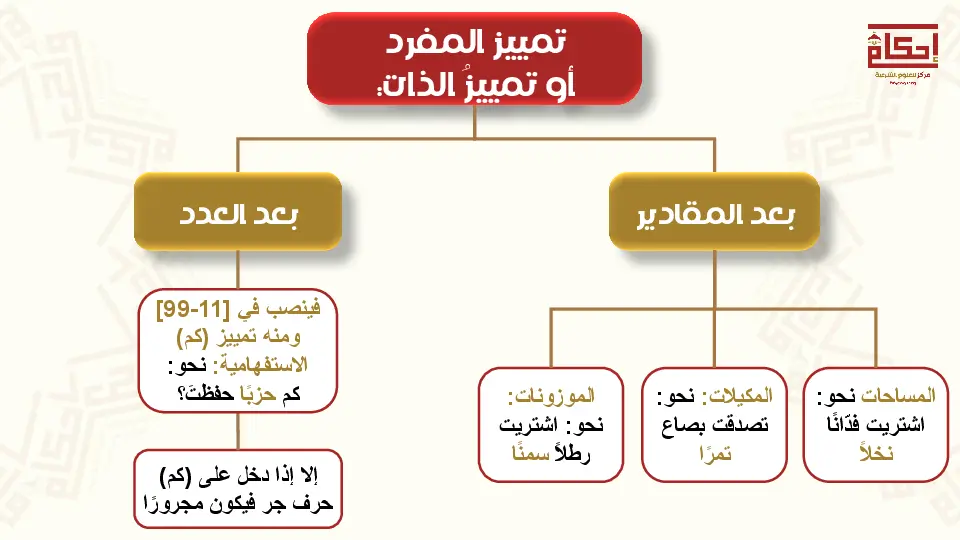 تمييز المفرد
أو تمييزُ الذات:
إحكام
مركز للعلوم الشرعية
بعد المقادير
بعد العدد
المساحات نحو:
اشتريت فدّانًا
نخلاً
المكيلات: نحو:
تصدقت بصاع
تمرًا
الموزونات:
نحو: اشتريت
رطلاً سمنًا
فينصب في [11-99]
ومنه تمييز (كم)
الاستفهامية: نحو:
كم حزبًا حفظتَ؟
إلا إذا دخل على (كم)
حرف جر فيكون مجرورًا